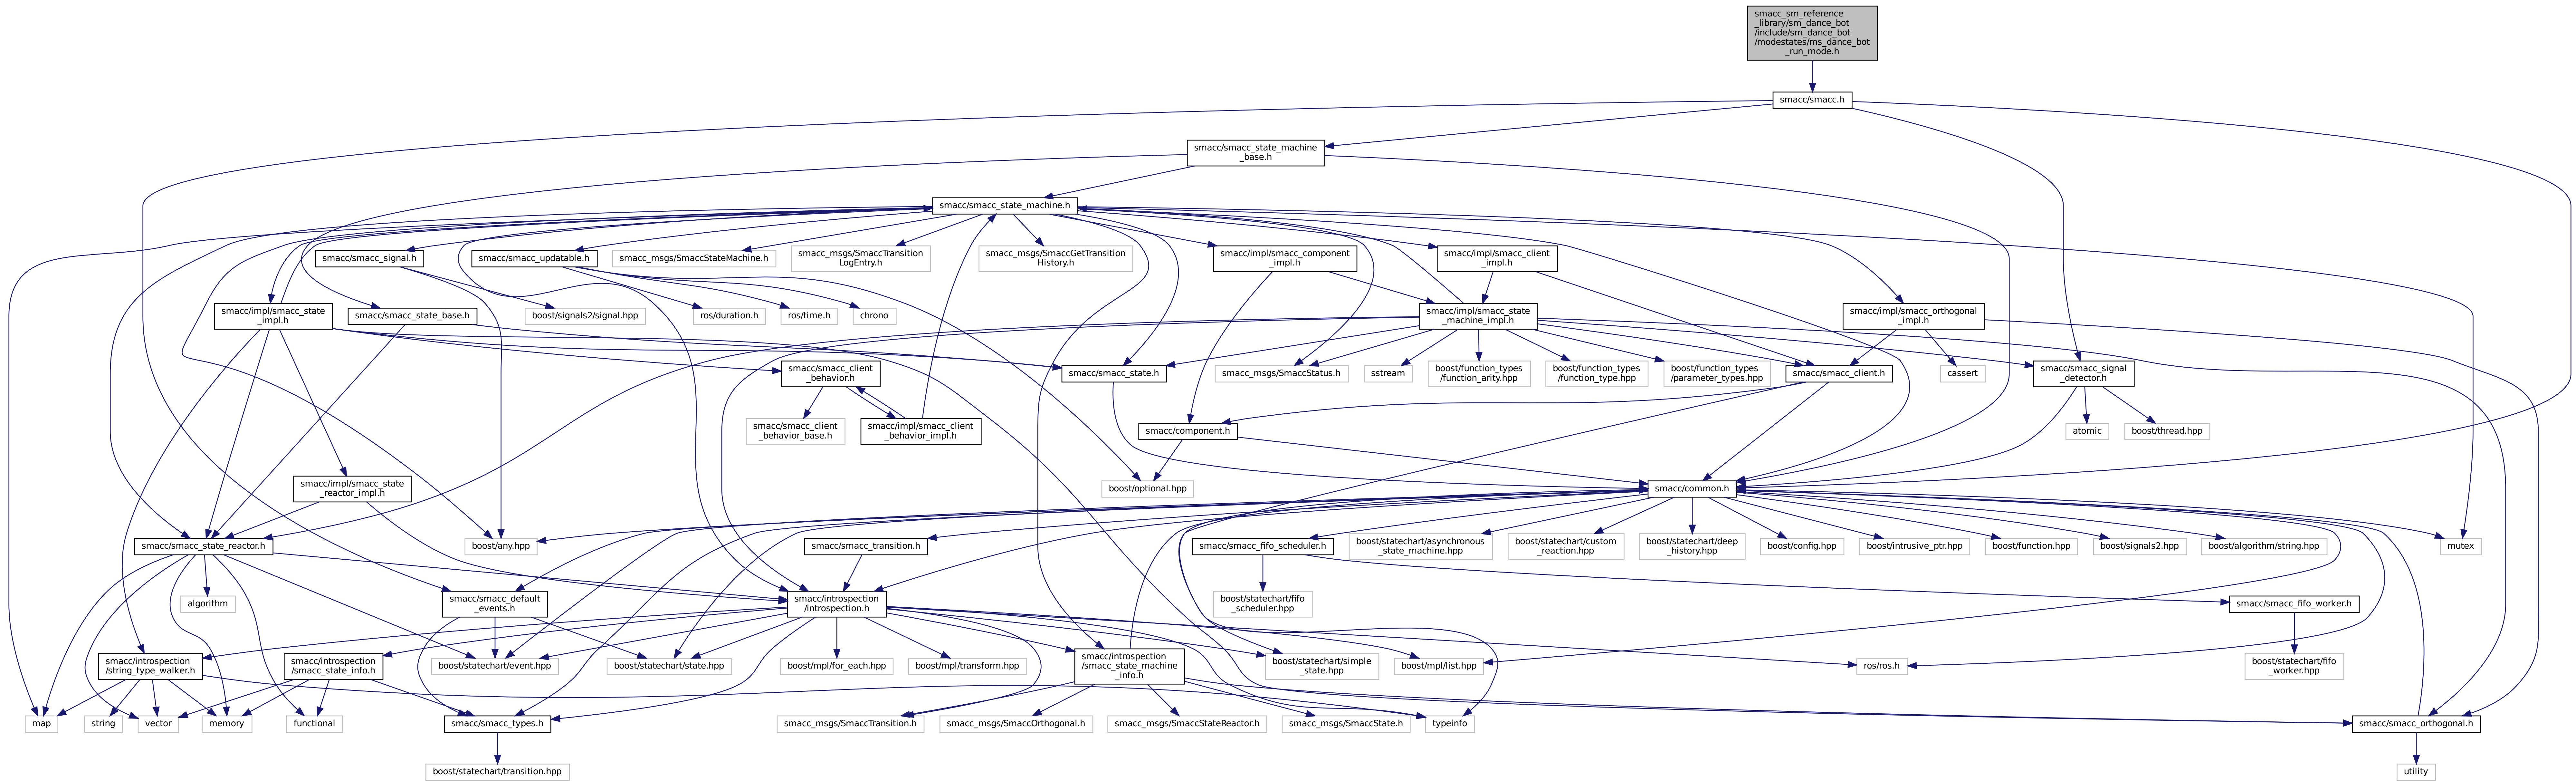 smacc_sm_reference
_library/sm_dance_bot
/include/sm_dance_bot
/modestates/ms_dance_bot
_run_mode.h
smacc/smacc.h
smacc/smacc_state_machine
_base.h
smacc/smacc_state_machine.h
smacc/smacc_signal.h
smacc/smacc_updatable.h
smacc_msgs/SmaccStateMachine.h
smacc_msgs/SmaccTransition
LogEntry.h
smacc_msgs/SmaccGetTransition
History.h
smacc/impl/smacc_component
_impl.h
smacc/impl/smacc_client
_impl.h
smacc/impl/smacc_state
_impl.h
smacc/smacc_state_base.h
boost/signals2/signal.hpp
ros/duration.h
ros/time.h
chrono
smacc/impl/smacc_state
_machine_impl.h
smacc/impl/smacc_orthogonal
_impl.h
smacc/smacc_client
_behavior.h
smacc/smacc_state.h
smacc_msgs/SmaccStatus.h
sstream
boost/function_types
/function_arity.hpp
boost/function_types
/function_type.hpp
boost/function_types
/parameter_types.hpp
smacc/smacc_client.h
cassert
smacc/smacc_signal
_detector.h
smacc/smacc_client
_behavior_base.h
smacc/impl/smacc_client
_behavior_impl.h
smacc/component.h
atomic
boost/thread.hpp
smacc/impl/smacc_state
_reactor_impl.h
boost/optional.hpp
smacc/common.h
smacc/smacc_state_reactor.h
boost/any.hpp
smacc/smacc_transition.h
smacc/smacc_fifo_scheduler.h
boost/statechart/asynchronous
_state_machine.hpp
boost/statechart/custom
_reaction.hpp
boost/statechart/deep
_history.hpp
boost/config.hpp
boost/intrusive_ptr.hpp
boost/function.hpp
boost/signals2.hpp
boost/algorithm/string.hpp
mutex
algorithm
smacc/smacc_default
_events.h
smacc/introspection
/introspection.h
boost/statechart/fifo
_scheduler.hpp
smacc/smacc_fifo_worker.h
smacc/introspection
/string_type_walker.h
smacc/introspection
/smacc_state_info.h
boost/statechart/event.hpp
boost/statechart/state.hpp
boost/mpl/for_each.hpp
boost/mpl/transform.hpp
smacc/introspection
/smacc_state_machine
_info.h
boost/statechart/simple
_state.hpp
boost/mpl/list.hpp
ros/ros.h
boost/statechart/fifo
_worker.hpp
map
string
vector
memory
functional
smacc/smacc_types.h
smacc_msgs/SmaccTransition.h
smacc_msgs/SmaccOrthogonal.h
smacc_msgs/SmaccStateReactor.h
smacc_msgs/SmaccState.h
typeinfo
smacc/smacc_orthogonal.h
boost/statechart/transition.hpp
utility